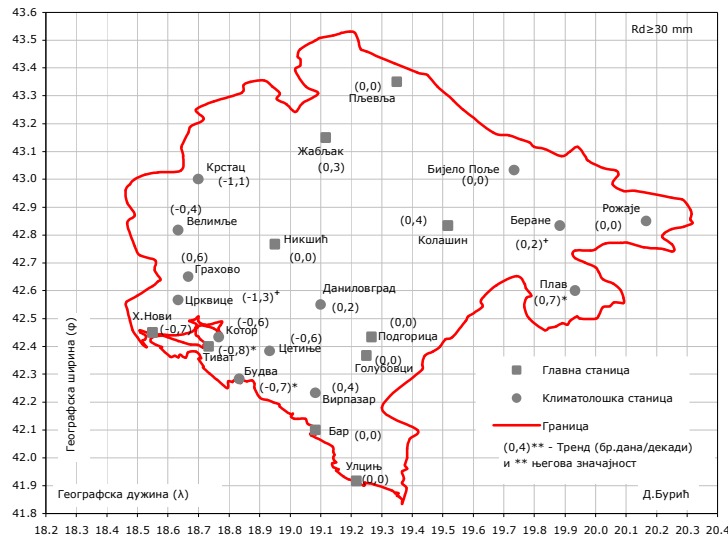 43.6
Rd≥30 mm
43.5
43.4
(0,0)
Пљевља
43.3
43.2
Жабљак
43.1
Крстац
(0,3)
Бијело Поље
43.0
(-1,1)
(0,0)
42.9
(-0,4)
Велимље
(0,4)
Беране
Рожаје
(0,0)
42.8
Никшић
Колашин
(0,2)⁺
(0,0)
42.7
(0,6)
Грахово
Плав
42.6
Црквице
(-1,3)⁺
Даниловград
(0,7)*
(0,2)
42.5
Х.Нови
(-0,7)
(-0,6)
Котор
(0,0)
Подгорица
42.4
(-0,6)
Тиват
(-0,8)*
Цетиње
(0,0)
Голубовци
42.3
Будва
(-0,7)*
(0,4)
Вирпазар
42.2
42.1
Бар
(0,0)
42.0
Улцињ
(0,0)
41.9
41.8
Географска ширина (φ)
Географска дужина (λ)
Главна станица
Климатолошка станица
Граница
(0,4)** - Тренд (бр.дана/декади)
и ** његова значајност
Д.Бурић
18.2 18.3 18.4 18.5 18.6 18.7 18.8 18.9 19.0 19.1 19.2 19.3 19.4 19.5 19.6 19.7 19.8 19.9 20.0 20.1 20.2 20.3 20.4